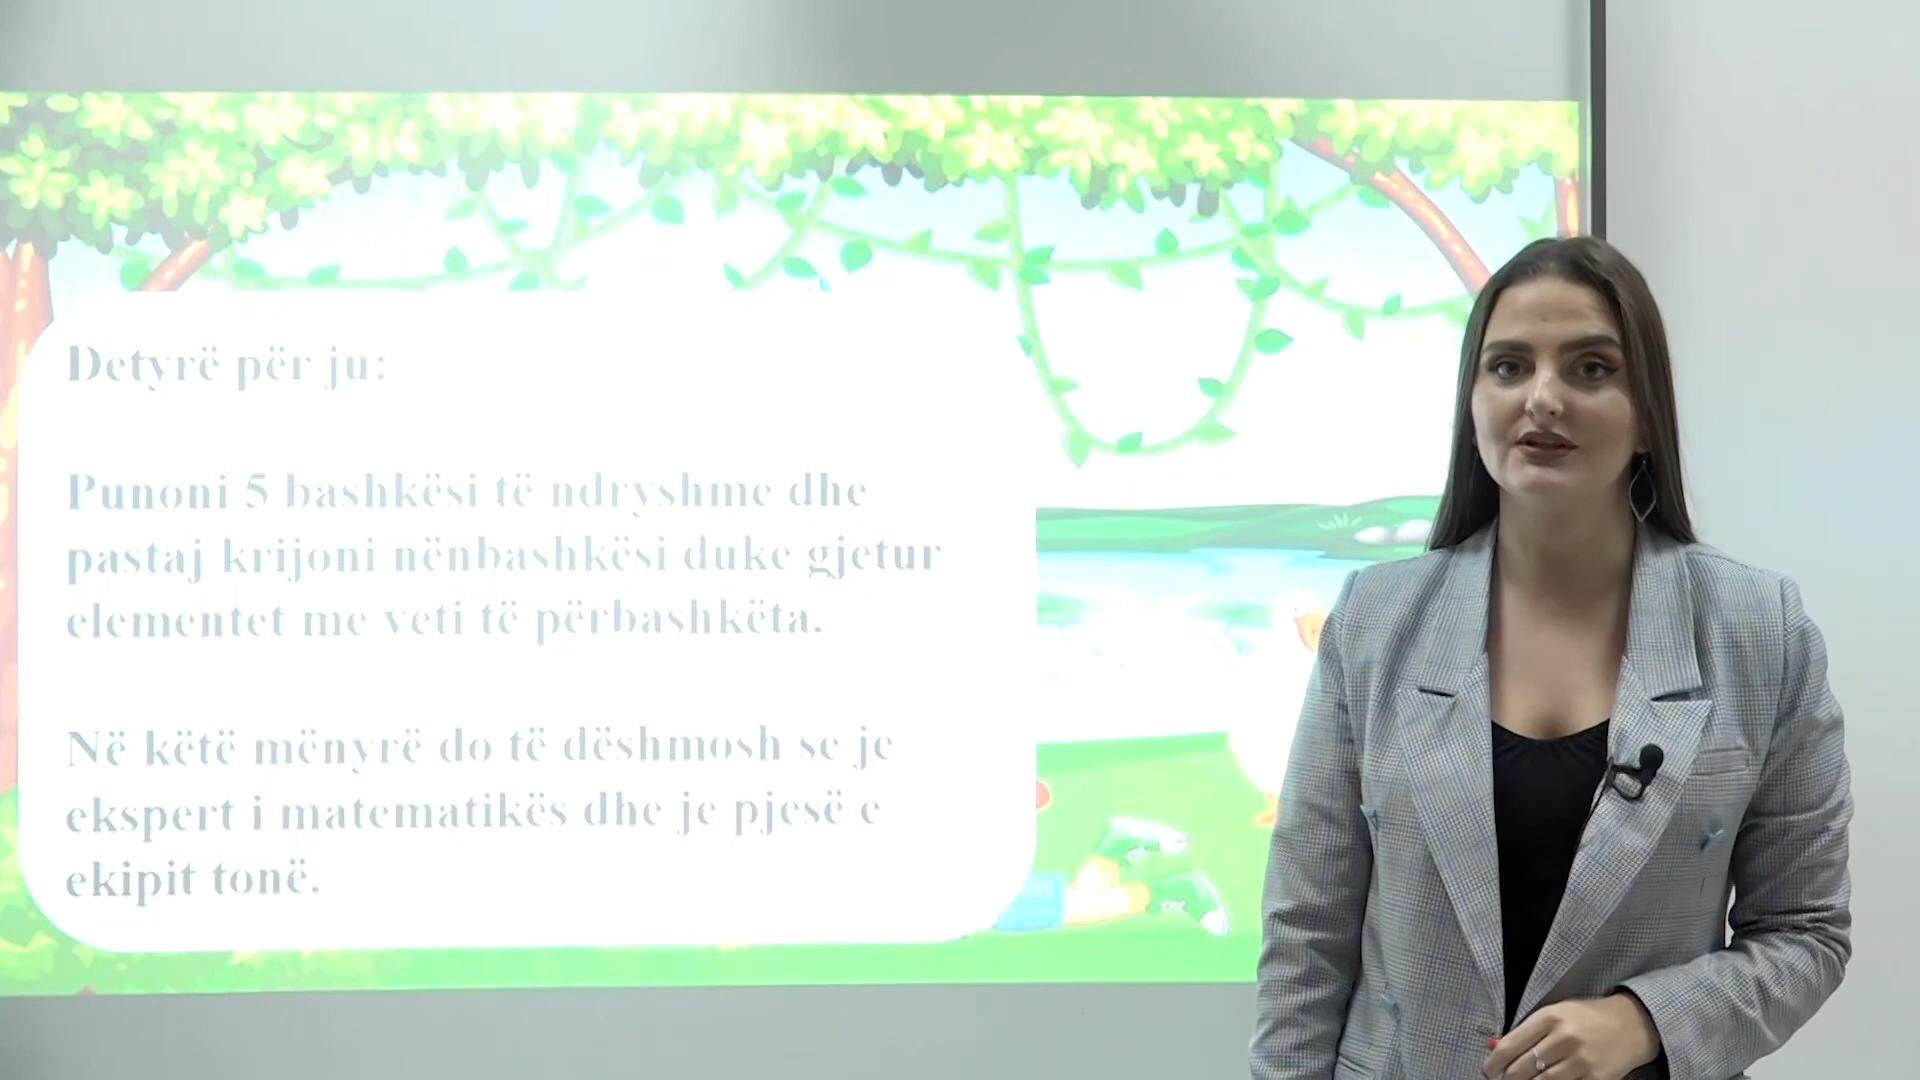 Detyrë për ju:
Punoni 5 bashkësi të ndryshme dhe
pastaj krijoni nënbashkësi duke gjetur
elementet me veti të përbashkëta.
Në këtë mënyrë do të dëshmosh se je
ekspert i matematikës dhe je pjesë e
ekipit tonë.